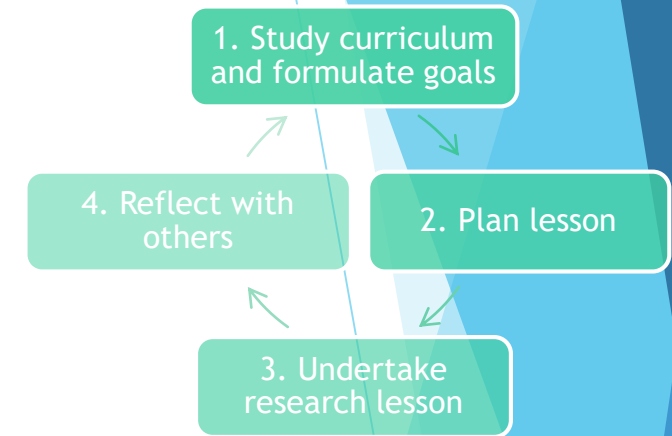 1. Study curriculum
and formulate goals
2. Plan lesson
3. Undertake
research lesson
4. Reflect with
others